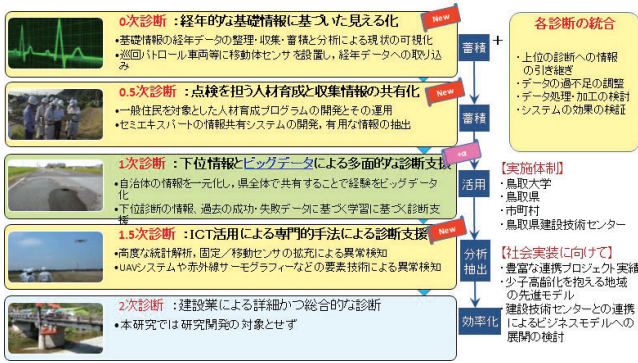 0次診断 :経年的な基礎情報に基づいた見える化
New
•基礎情報の経年データの整理・収集・蓄積と分析による現状の可視化
•巡回パトロール車両等に移動体センサを設置し,経年データへの取り込
み
0.5次診断 :点検を担う人材育成と収集情報の共有化
New
•一般住民を対象とした人材育成プログラムの開発とその運用
•セミエキスパートの情報共有システムの開発,有用な情報の抽出
1次診断 :下位情報とビッグデータによる多面的な診断支援
+α
•自治体の情報を一元化し,県全体で共有することで経験をビッグデータ
化
•下位診断の情報、過去の成功・失敗データに基づく学習に基づく診断支
援
1.5次診断 :ICT活用による専門的手法による診断支援
New
•高度な統計解析,固定/移動センサの拡充による異常検知
•UAVシステムや赤外線サーモグラフィーなどの要素技術による異常検知
2次診断 :建設業による詳細かつ総合的な診断
•本研究では研究開発の対象とせず
蓄積
蓄積
活用
分析
抽出
効率化
+
各診断の統合
・上位の診断への情報
の引き継ぎ
・データの過不足の調整
・データ処理・加工の検討
・システムの効果の検証
【実施体制】
・鳥取大学
・鳥取県
・市町村
・鳥取県建設技術センター
【社会実装に向けて】
・豊富な連携プロジェクト実績
・少子高齢化を抱える地域
の先進モデル
・建設技術センターとの連携
によるビジネスモデルへの
展開の検討